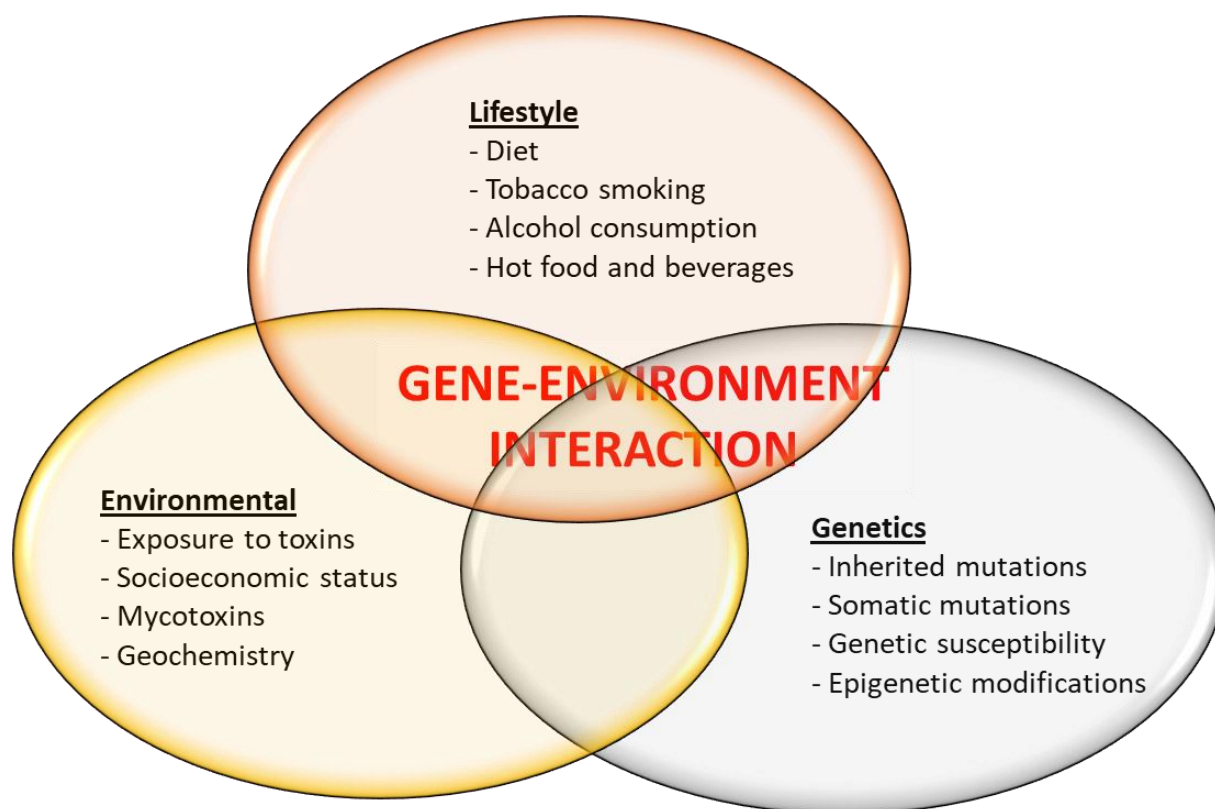 Lifestyle
- Diet
- Tobacco smoking
- Alcohol consumption
- Hot food and beverages
GENE-ENVIRONMENT
INTERACTION
Environmental
- Exposure to toxins
- Socioeconomic status
- Mycotoxins
- Geochemistry
Genetics
- Inherited mutations
- Somatic mutations
- Genetic susceptibility
- Epigenetic modifications